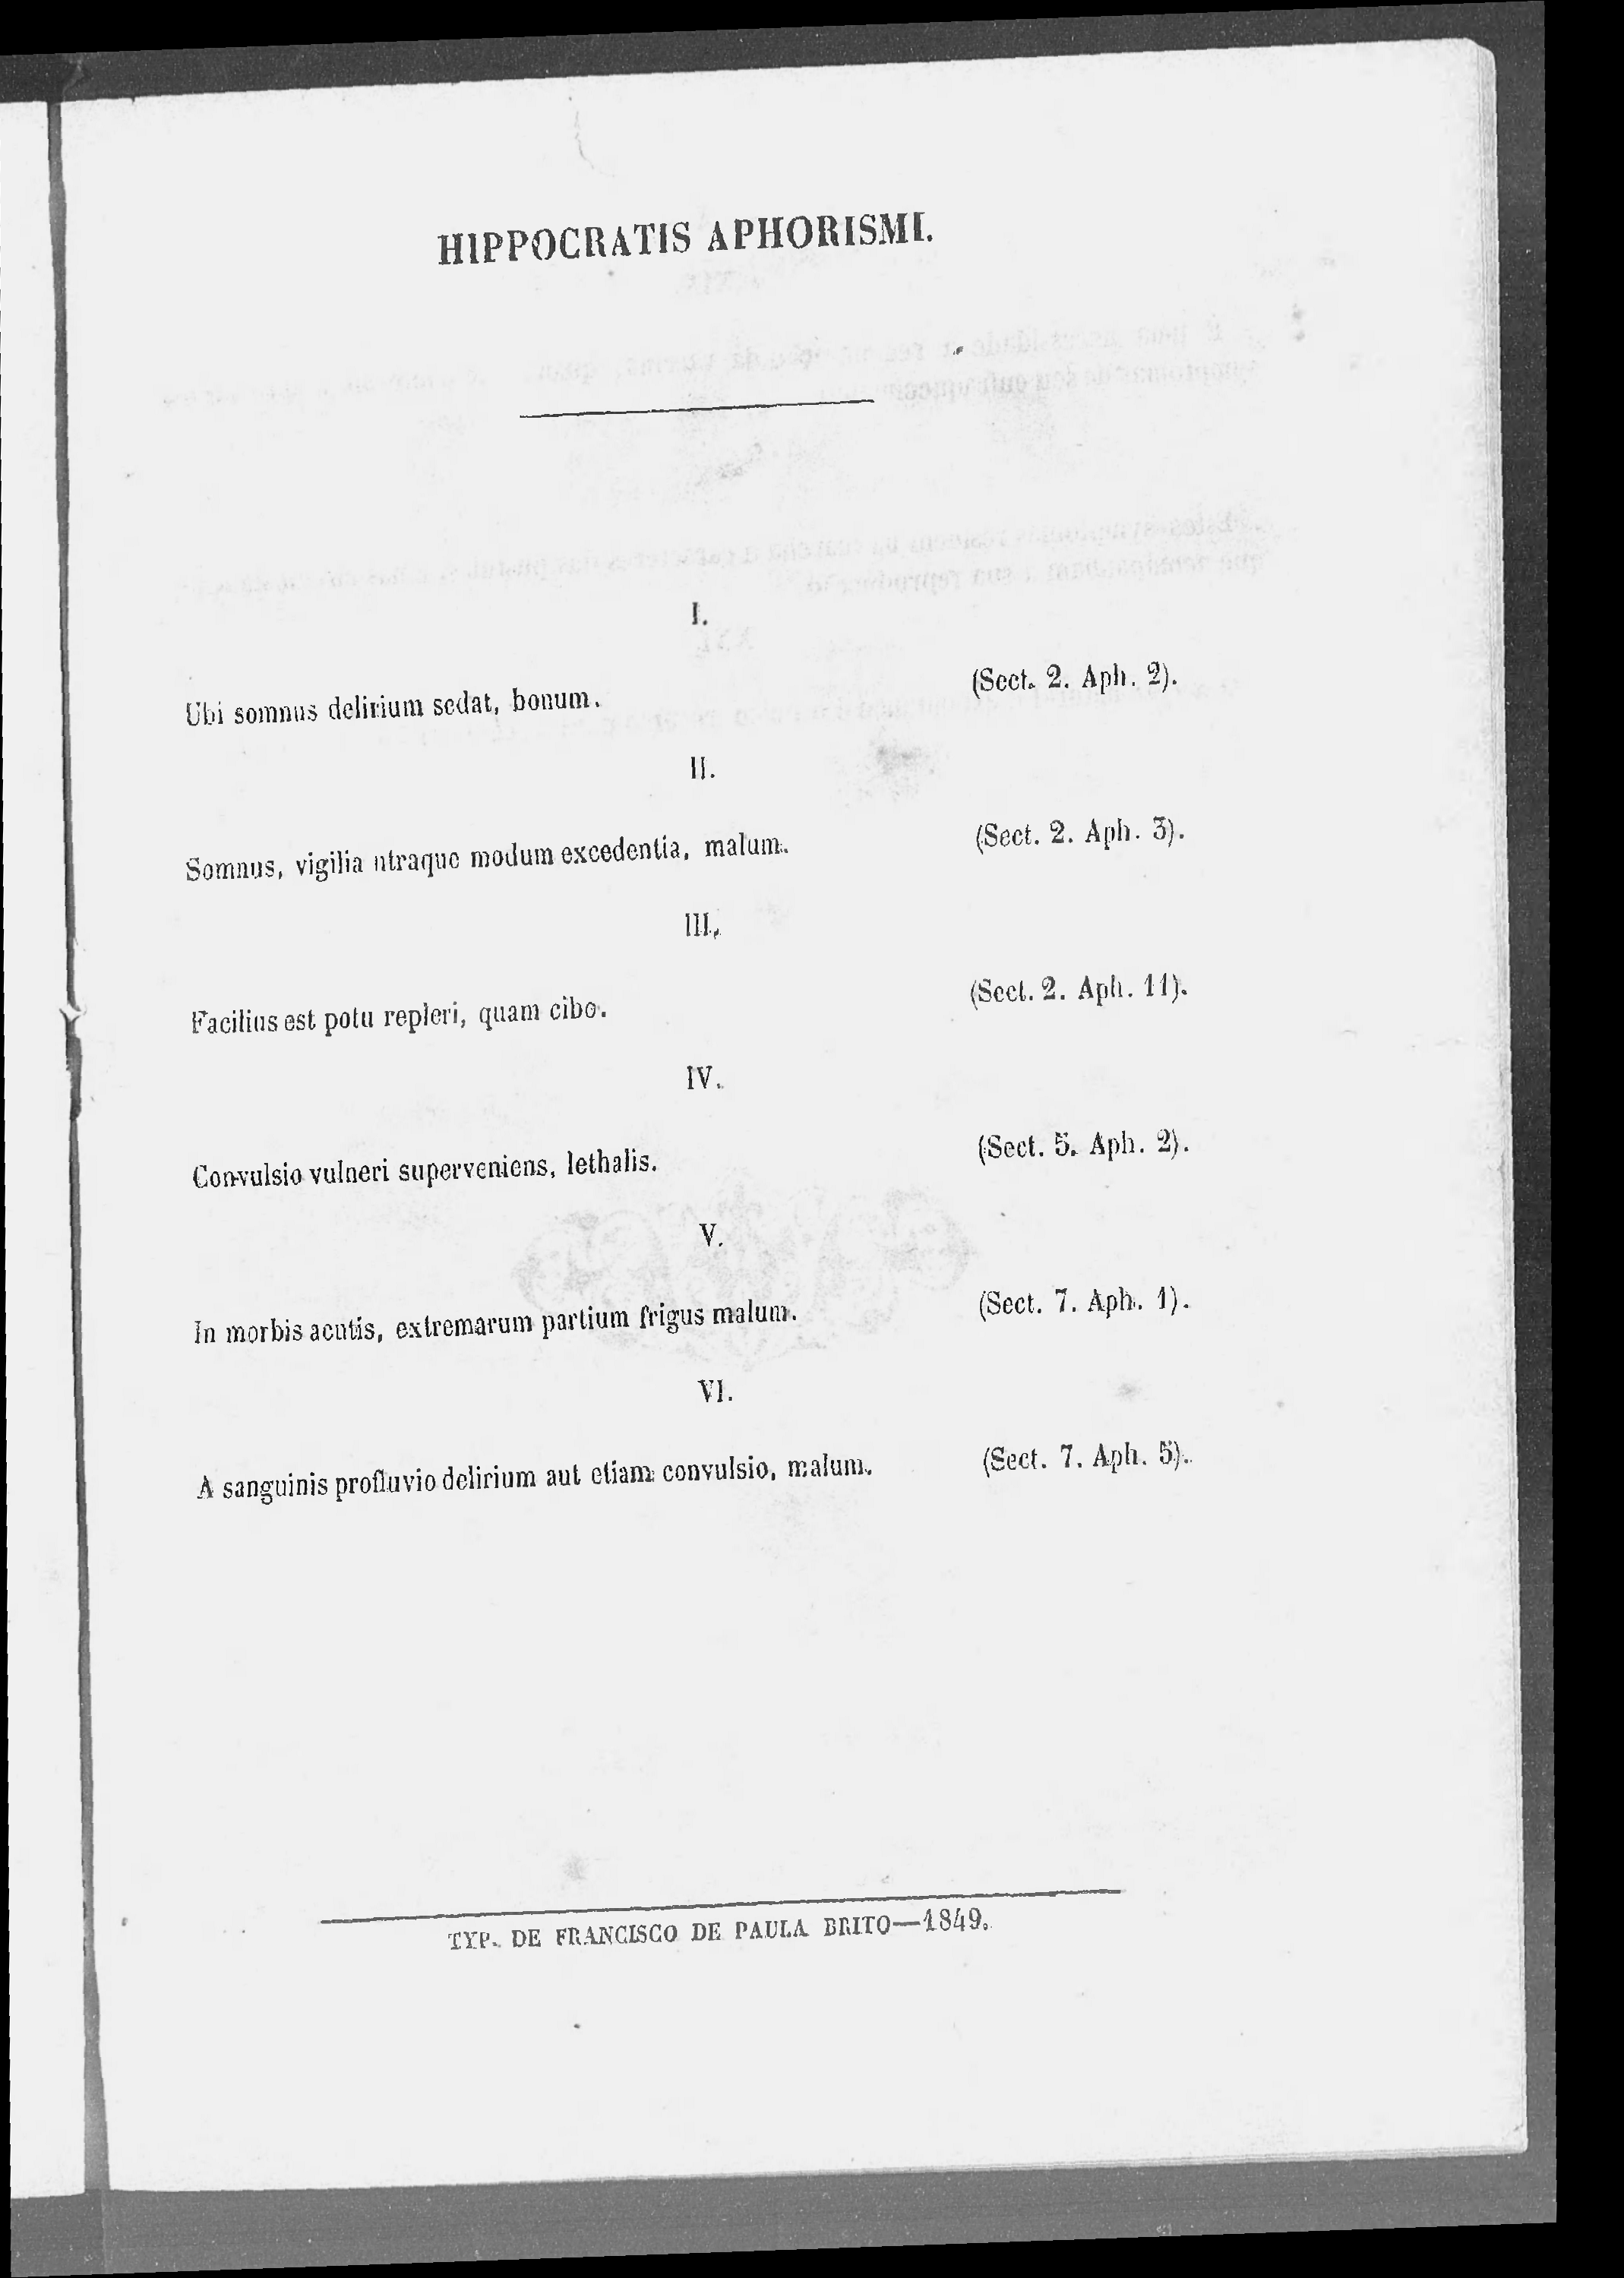 HIPPOCRATIS APHORISMI.
I.
Ubi somnus delirium sedat, bonum. (Sect. 2. Aph. 2).
II.
Somnus, vigilia utraque modum excedentia, malum. (Sect. 2. Aph. 3).
III.
Facilius est potu repleri, quam cibo. (Sect. 2. Aph. 11).
IV.
Convulsio vulneri superveniens, lethalis. (Sect. 5. Aph. 2).
V.
In morbis acutis, extremarum partium frigus malum. (Sect. 7. Aph. 1).
VI.
A sanguinis profluvio delirium aut etiam convulsio, malum. (Sect. 7. Aph. 5).
TYP. DE FRANCISCO DE PAULA BRITO—1849.